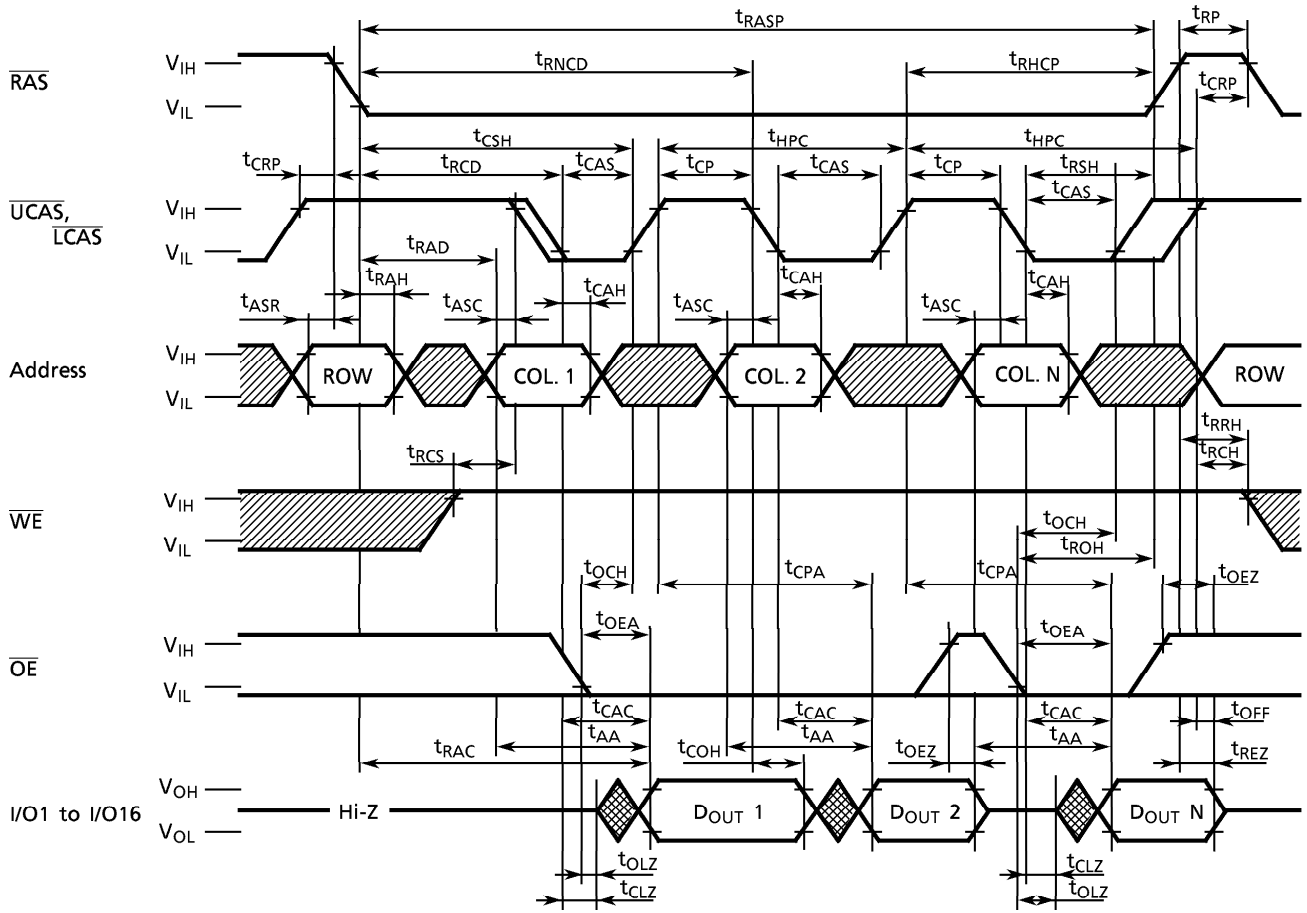 tRASP
tRP
tRNCD
tRHCP
RAS
VIH
VIL
tCRP
tCSH
tHPC
tHPC
tCRP
tRCD
tCAS
tCP
tCAS
tCP
tRSH
tCAS
UCAS,
LCAS
VIH
VIL
tRAD
tRAH
tCAH
tCAH
tCAH
tASR
tASC
tASC
tASC
Address
VIH
VIL
ROW
COL. 1
COL. 2
COL. N
ROW
tRRH
tRCH
tRCS
WE
VIH
VIL
tOCH
tROH
tOCH
tCPA
tCPA
tOEZ
tOEA
tOEA
OE
VIH
VIL
tCAC
tCAC
tCAC
tOFF
tRAC
tAA
tCOH
tAA
tOEZ
tAA
tREZ
I/O1 to I/O16
VOH
VOL
Hi-Z
DOUT 1
DOUT 2
DOUT N
tOLZ
tCLZ
tCLZ
tOLZ